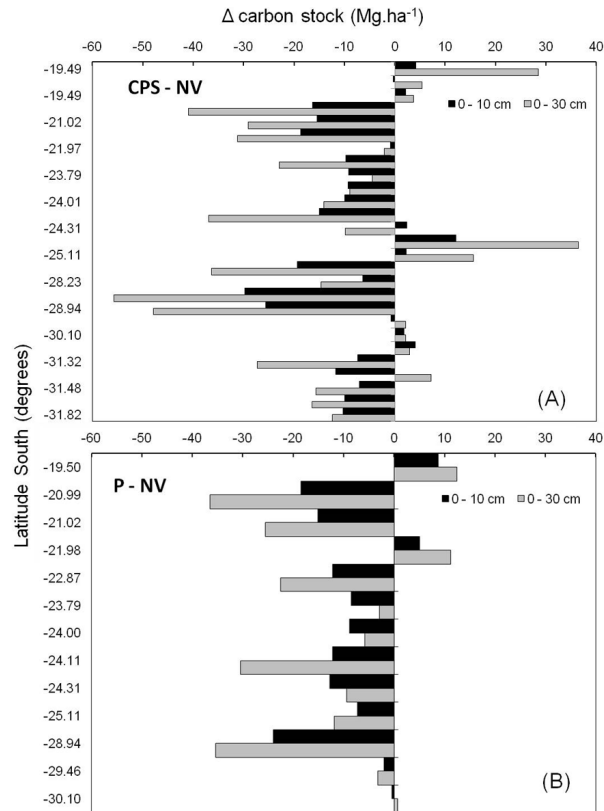 Δ carbon stock (Mg.ha⁻¹)
-60 -50 -40 -30 -20 -10 0 10 20 30 40
CPS - NV
0 - 10 cm 0 - 30 cm
-19.49
-19.49
-21.02
-21.97
-23.79
-24.01
-24.31
-25.11
-28.23
-28.94
-30.10
-31.32
-31.48
-31.82
(A)
Latitude South (degrees)
-60 -50 -40 -30 -20 -10 0 10 20 30 40
P - NV
0 - 10 cm 0 - 30 cm
-19.50
-20.99
-21.02
-21.98
-22.87
-23.79
-24.00
-24.11
-24.31
-25.11
-28.94
-29.46
-30.10
(B)